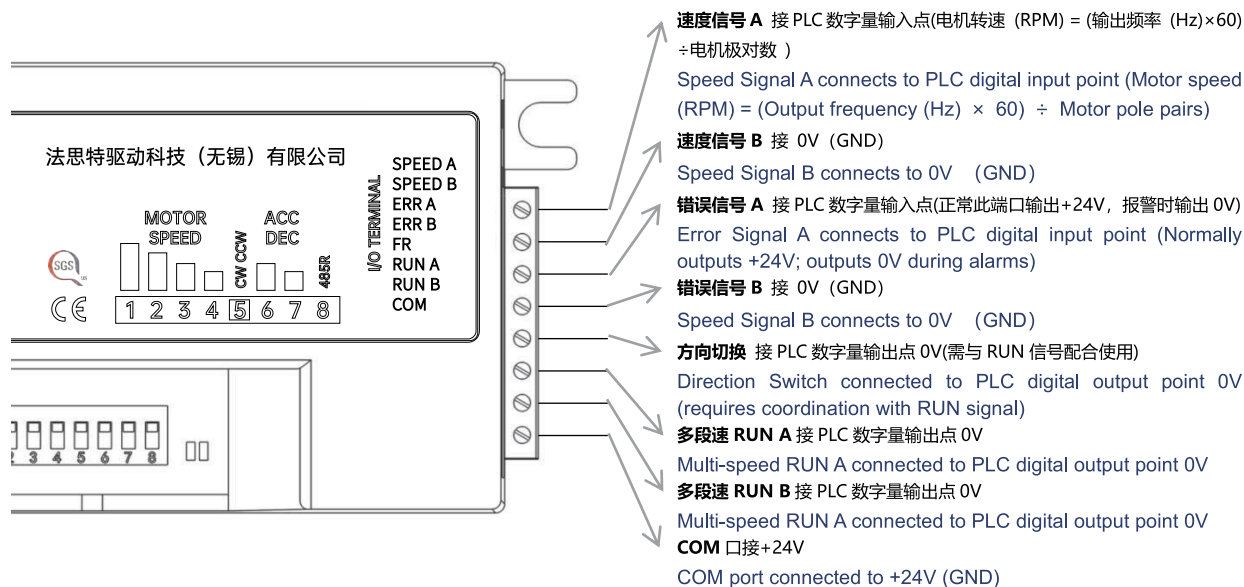 法思特驱动科技（无锡）有限公司
MOTOR
SPEED
ACC
DEC
CW CCW
485R
SGS
CE
1 2 3 4 5 6 7 8
I/O TERMINAL
SPEED A
SPEED B
ERR A
ERR B
FR
RUN A
RUN B
COM
2 3 4 5 6 7 8
速度信号 A 接 PLC 数字量输入点(电机转速 (RPM) = (输出频率 (Hz)×60)
÷电机极对数 )
Speed Signal A connects to PLC digital input point (Motor speed
(RPM) = (Output frequency (Hz) × 60) ÷ Motor pole pairs)
速度信号 B 接 0V（GND）
Speed Signal B connects to 0V （GND）
错误信号 A 接 PLC 数字量输入点(正常此端口输出+24V，报警时输出 0V)
Error Signal A connects to PLC digital input point (Normally
outputs +24V; outputs 0V during alarms)
错误信号 B 接 0V（GND）
Speed Signal B connects to 0V （GND）
方向切换 接 PLC 数字量输出点 0V(需与 RUN 信号配合使用)
Direction Switch connected to PLC digital output point 0V
(requires coordination with RUN signal)
多段速 RUN A 接 PLC 数字量输出点 0V
Multi-speed RUN A connected to PLC digital output point 0V
多段速 RUN B 接 PLC 数字量输出点 0V
Multi-speed RUN A connected to PLC digital output point 0V
COM 口接+24V
COM port connected to +24V (GND)